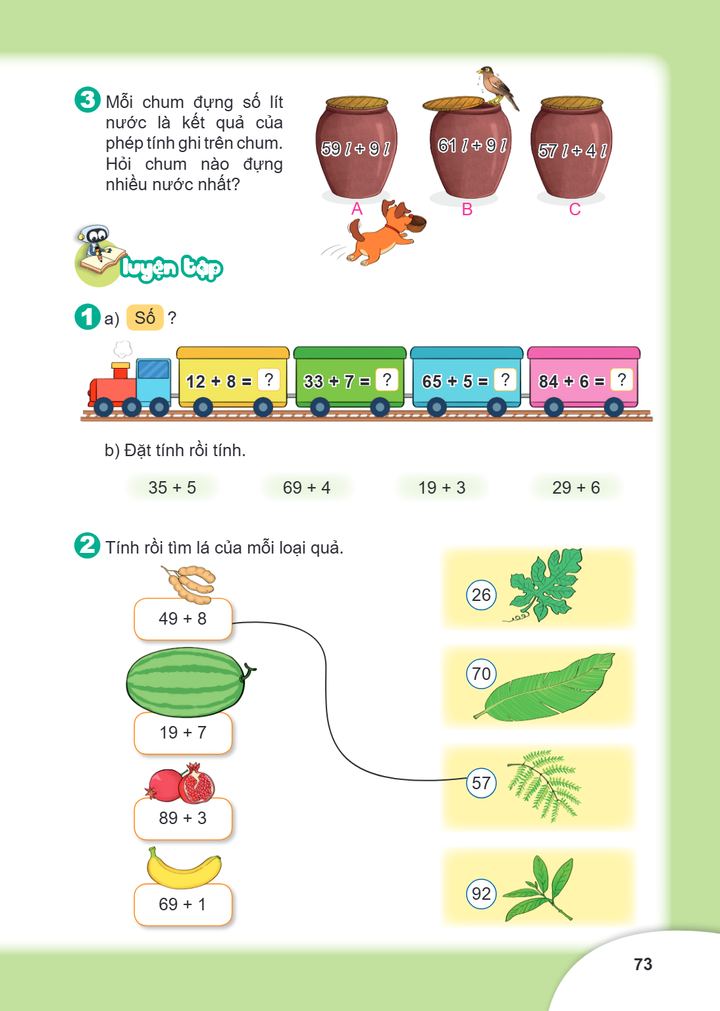 3 Mỗi chum đựng số lít
nước là kết quả của
phép tính ghi trên chum.
Hỏi chum nào đựng
nhiều nước nhất?
59 l + 9 l
61 l + 9 l
57 l + 4 l
A
B
C
luyện tập
1 a) Số ?
12 + 8 = ?
33 + 7 = ?
65 + 5 = ?
84 + 6 = ?
b) Đặt tính rồi tính.
35 + 5
69 + 4
19 + 3
29 + 6
2 Tính rồi tìm lá của mỗi loại quả.
49 + 8
26
19 + 7
70
89 + 3
57
69 + 1
92
73